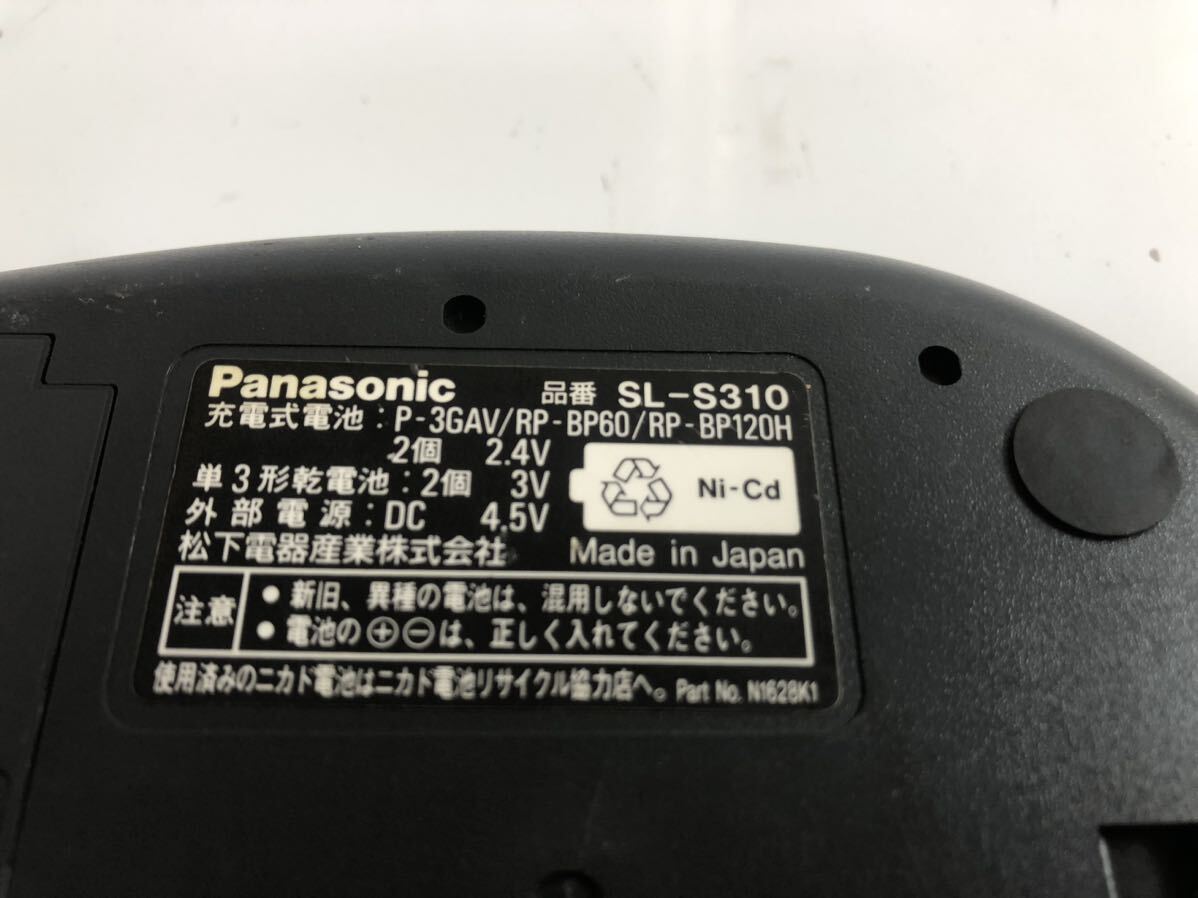 Panasonic 品番 SL-S310
充電式電池：P-3GAV/RP-BP60/RP-BP120H
2個 2.4V
単3形乾電池：2個 3V
Ni-Cd
外部電源：DC 4.5V
松下電器産業株式会社 Made in Japan
注意
● 新旧、異種の電池は、混用しないでください。
● 電池の⊕⊖は、正しく入れてください。
使用済みのニカド電池はニカド電池リサイクル協力店へ。 Part No. N1628K1